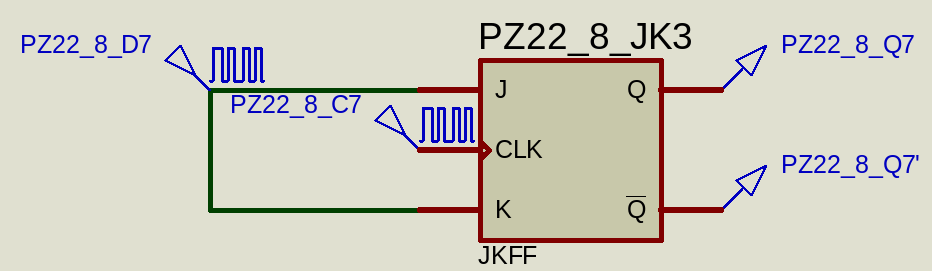 PZ22_8_JK3
PZ22_8_D7
PZ22_8_Q7
J
Q
PZ22_8_C7
CLK
PZ22_8_Q7'
K
Q̅
JKFF